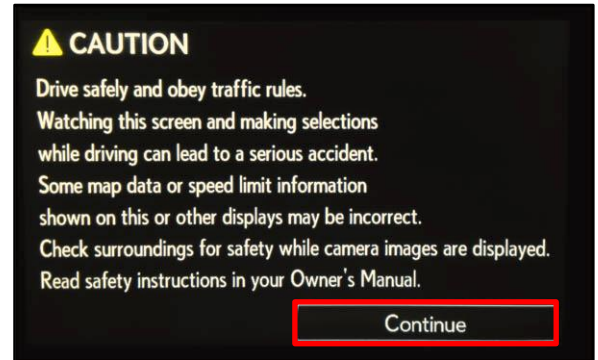 CAUTION
Drive safely and obey traffic rules.
Watching this screen and making selections
while driving can lead to a serious accident.
Some map data or speed limit information
shown on this or other displays may be incorrect.
Check surroundings for safety while camera images are displayed.
Read safety instructions in your Owner's Manual.
Continue